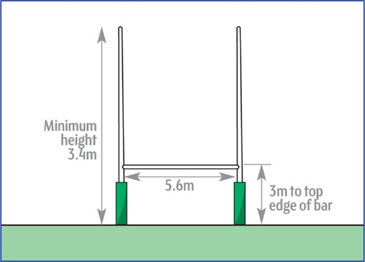 Minimum
height
3.4m
5.6m
3m to top
edge of bar